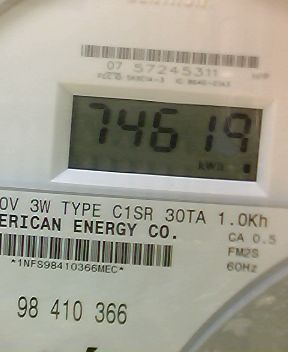 07 57245311
74619
kWh
0V 3W TYPE C1SR 30TA 1.0Kh
ERICAN ENERGY CO.
CA 0.5
FM2S
60Hz
*1NFS98410366MEC*
98 410 366